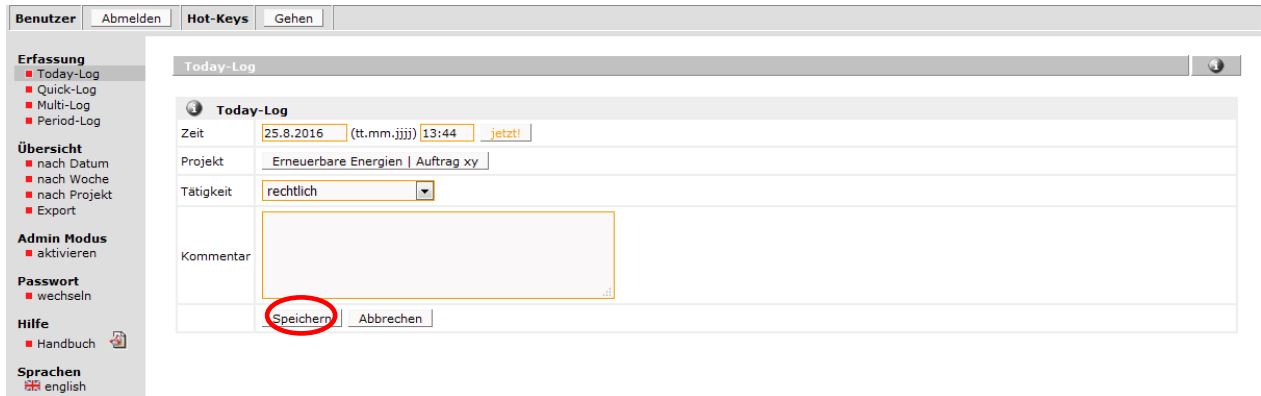 Benutzer Abmelden Hot-Keys Gehen
Erfassung
Today-Log
Quick-Log
Multi-Log
Period-Log
Übersicht
nach Datum
nach Woche
nach Projekt
Export
Admin Modus
aktivieren
Passwort
wechseln
Hilfe
Handbuch
Sprachen
english
Today-Log
Today-Log
Zeit 25.8.2016 (tt.mm.jjjj) 13:44 jetzt!
Projekt Erneuerbare Energien | Auftrag xy
Tätigkeit rechtlich
Kommentar
Speichern Abbrechen